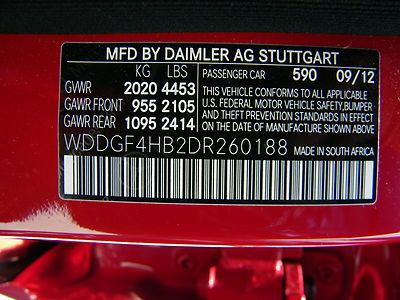 MFD BY DAIMLER AG STUTTGART
KG LBS PASSENGER CAR 590 09/12
GVWR 2020 4453 THIS VEHICLE CONFORMS TO ALL APPLICABLE
GAWR FRONT 955 2105 U.S. FEDERAL MOTOR VEHICLE SAFETY, BUMPER
GAWR REAR 1095 2414 AND THEFT PREVENTION STANDARDS IN EFFECT
ON THE DATE OF MANUFACTURE SHOWN ABOVE
WDDGF4HB2DR260188 MADE IN SOUTH AFRICA